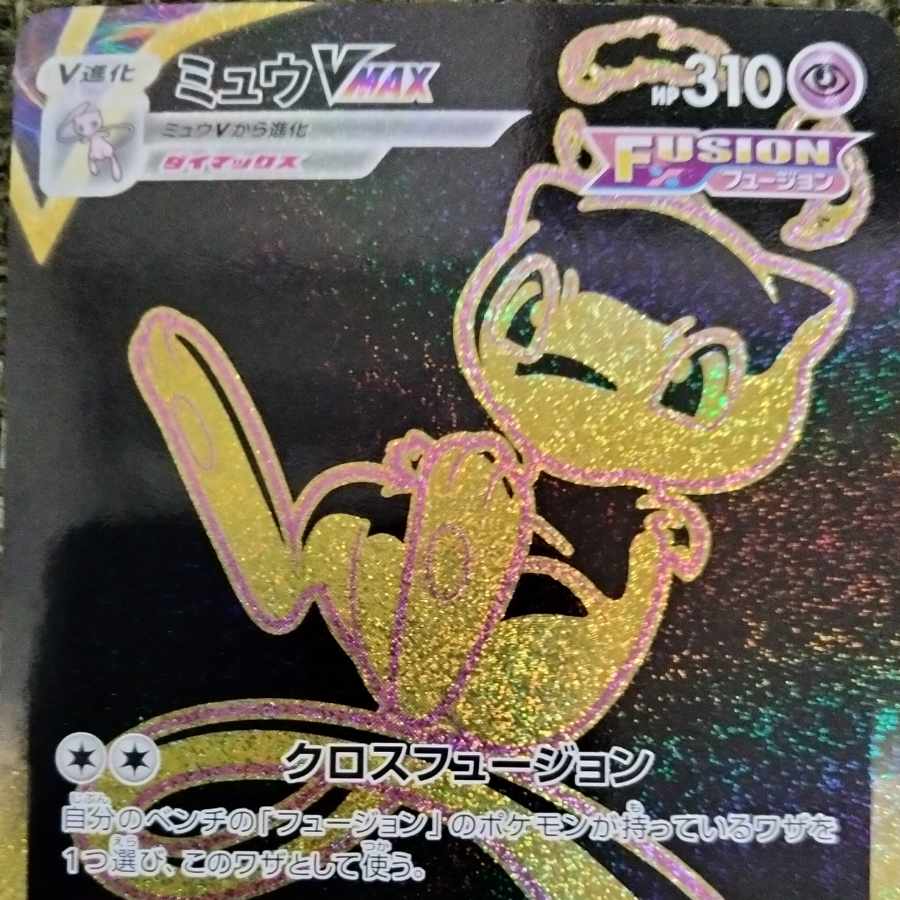 V進化 ミュウVMAX HP310
ミュウVから進化
ダイマックス
FUSION
フュージョン
クロスフュージョン
自分のベンチの「フュージョン」のポケモンが持っているワザを
1つ選び、このワザとして使う。